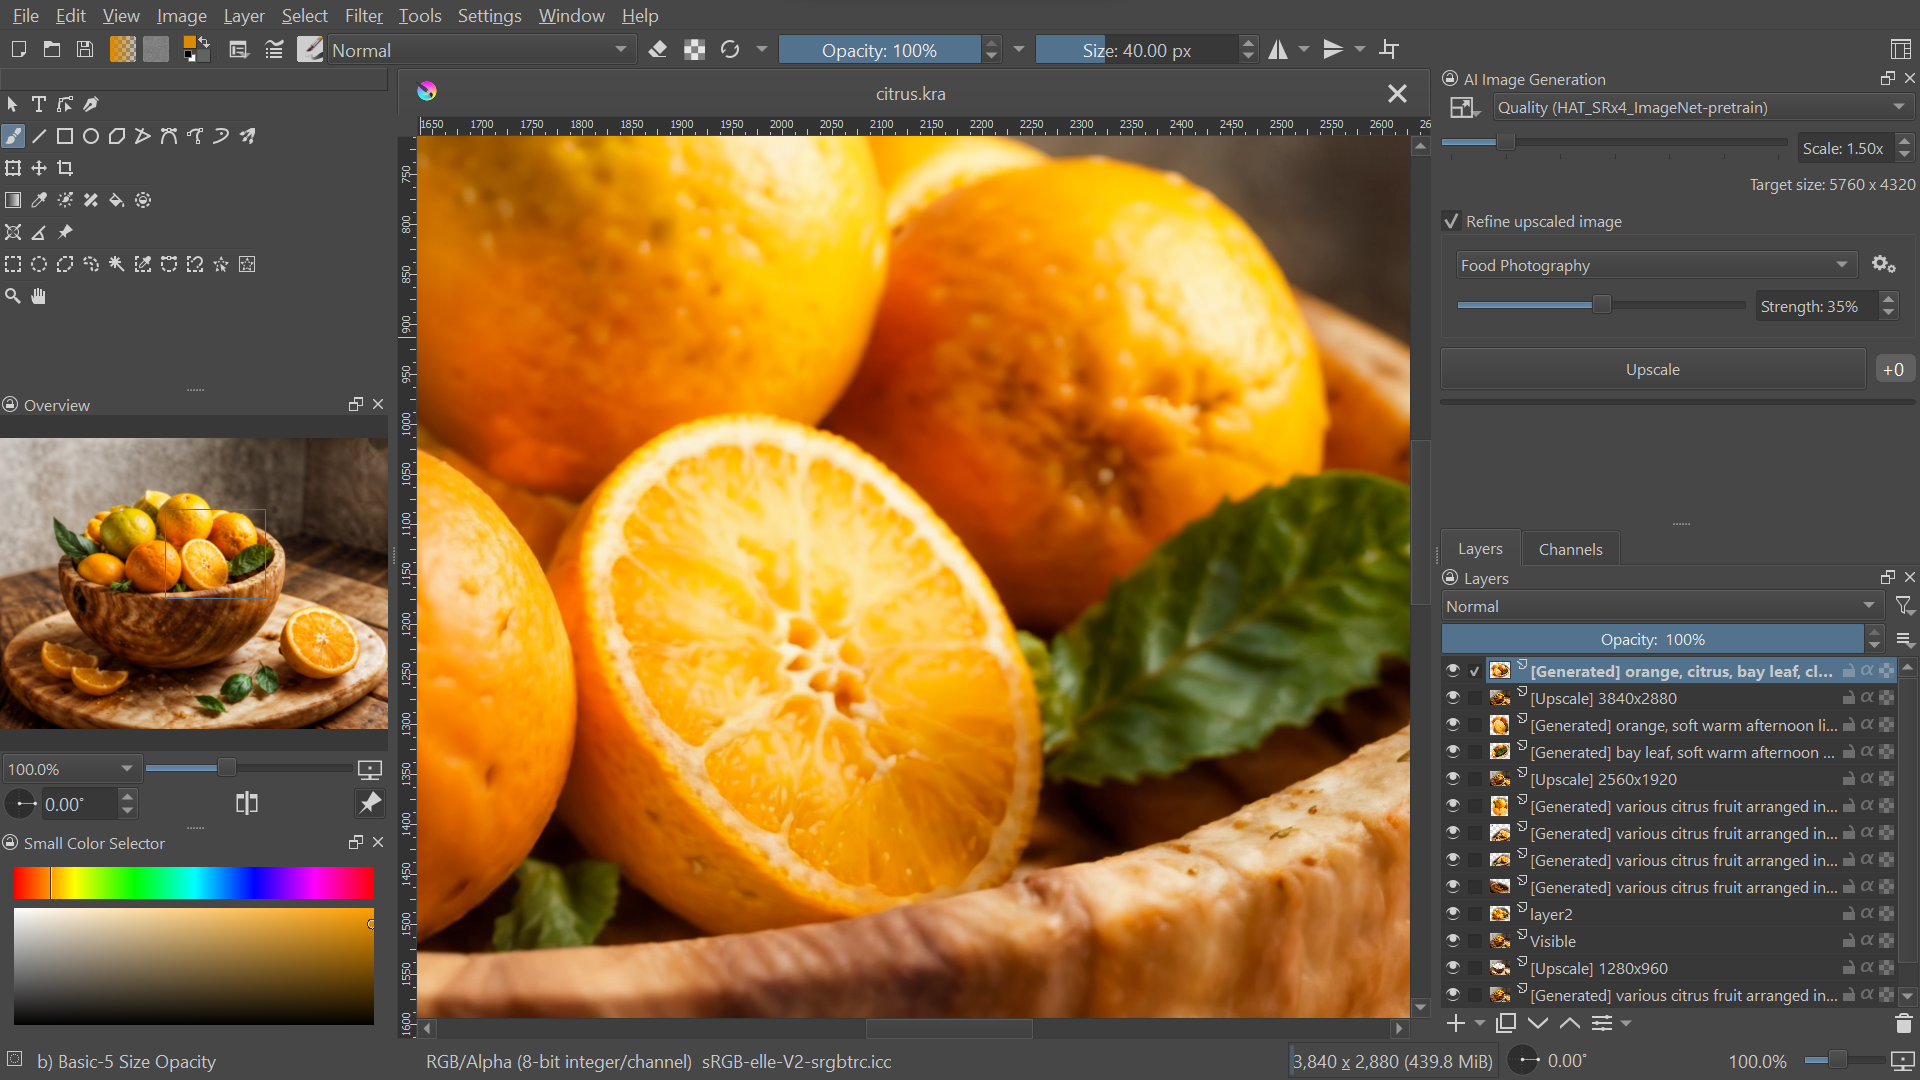 File Edit View Image Layer Select Filter Tools Settings Window Help
Normal
Opacity: 100%
Size: 40.00 px
citrus.kra
1650 1700 1750 1800 1850 1900 1950 2000 2050 2100 2150 2200 2250 2300 2350 2400 2450 2500 2550 2600 26
750
800
850
900
950
1000
1050
1100
1150
1200
1250
1300
1350
1400
1450
1500
1550
1600
Overview
100.0%
0.00°
Small Color Selector
AI Image Generation
Quality (HAT_SRx4_ImageNet-pretrain)
Scale: 1.50x
Target size: 5760 x 4320
Refine upscaled image
Food Photography
Strength: 35%
Upscale
+0
Layers Channels
Layers
Normal
Opacity: 100%
[Generated] orange, citrus, bay leaf, cl...
[Upscale] 3840x2880
[Generated] orange, soft warm afternoon li...
[Generated] bay leaf, soft warm afternoon ...
[Upscale] 2560x1920
[Generated] various citrus fruit arranged in...
[Generated] various citrus fruit arranged in...
[Generated] various citrus fruit arranged in...
[Generated] various citrus fruit arranged in...
layer2
Visible
[Upscale] 1280x960
[Generated] various citrus fruit arranged in...
b) Basic-5 Size Opacity
RGB/Alpha (8-bit integer/channel) sRGB-elle-V2-srgbtrc.icc
3,840 x 2,880 (439.8 MiB)
0.00°
100.0%